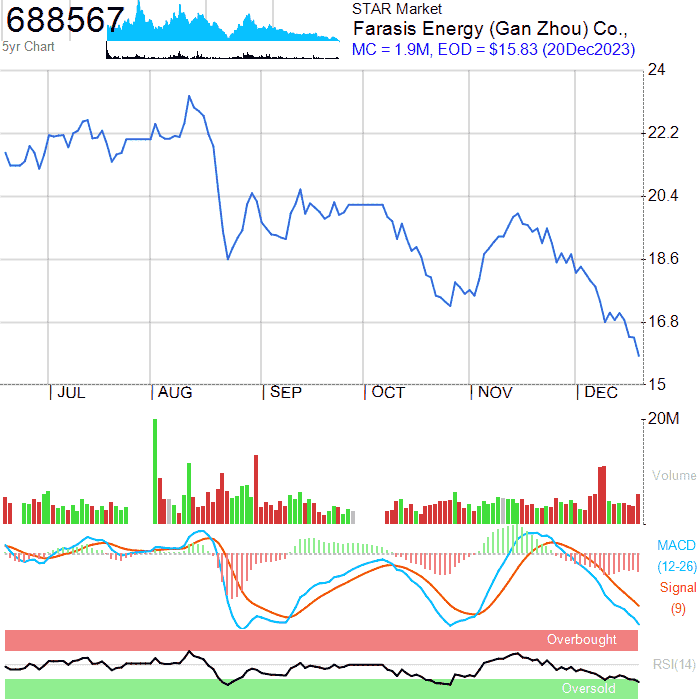 688567
5yr Chart
STAR Market
Farasis Energy (Gan Zhou) Co.,
MC = 1.9M, EOD = $15.83 (20Dec2023)
24
22.2
20.4
18.6
16.8
15
JUL AUG SEP OCT NOV DEC
20M
Volume
MACD
(12-26)
Signal
(9)
Overbought
RSI(14)
Oversold